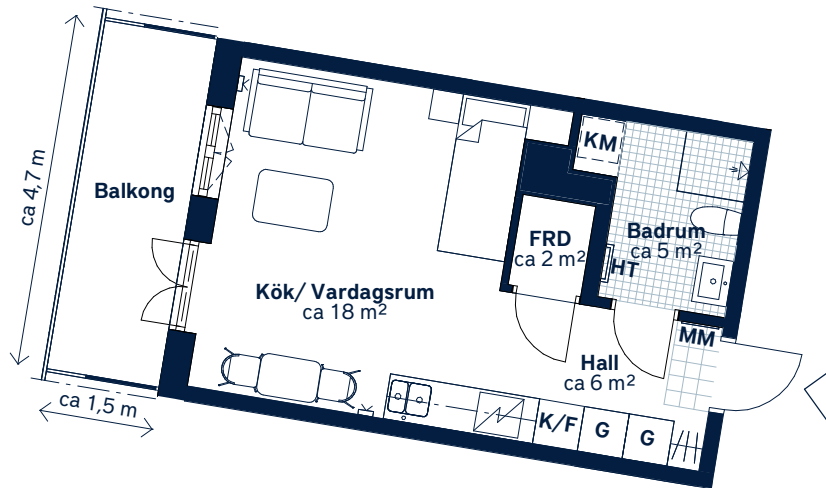 ca 4,7 m
Balkong
KM
Badrum
ca 5 m²
FRD
ca 2 m²
HT
Kök/ Vardagsrum
ca 18 m²
MM
Hall
ca 6 m²
ca 1,5 m
K/F
G
G